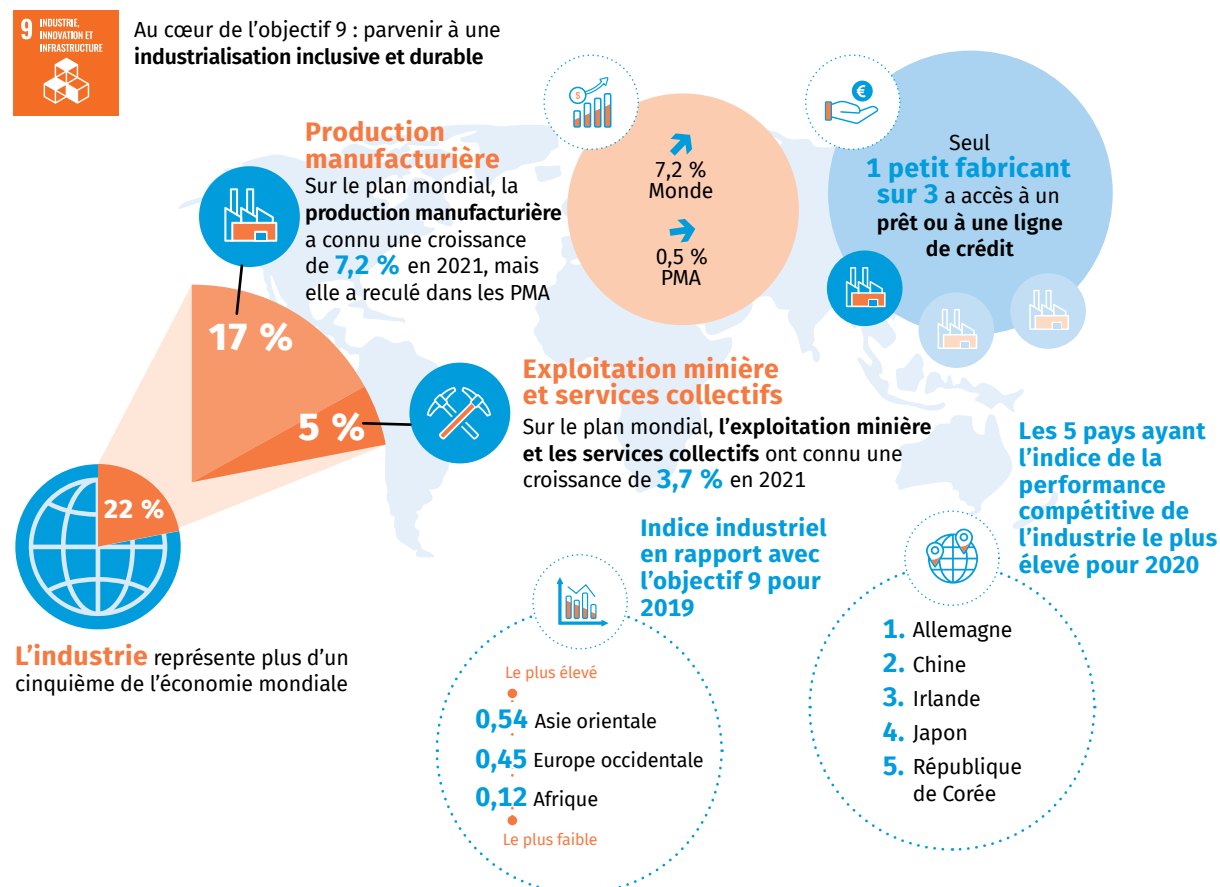 9 INDUSTRIE,
INNOVATION ET
INFRASTRUCTURE
Au cœur de l’objectif 9 : parvenir à une
industrialisation inclusive et durable
Production
manufacturière
Sur le plan mondial, la
production manufacturière
a connu une croissance
de 7,2 % en 2021, mais
elle a reculé dans les PMA
$
7,2 %
Monde
0,5 %
PMA
€
Seul
1 petit fabricant
sur 3 a accès à un
prêt ou à une ligne
de crédit
17 %
5 %
22 %
Exploitation minière
et services collectifs
Sur le plan mondial, l’exploitation minière
et les services collectifs ont connu une
croissance de 3,7 % en 2021
L’industrie représente plus d’un
cinquième de l’économie mondiale
Indice industriel
en rapport avec
l’objectif 9 pour
2019
Le plus élevé
0,54 Asie orientale
0,45 Europe occidentale
0,12 Afrique
Le plus faible
Les 5 pays ayant
l’indice de la
performance
compétitive de
l’industrie le plus
élevé pour 2020
1. Allemagne
2. Chine
3. Irlande
4. Japon
5. République
de Corée